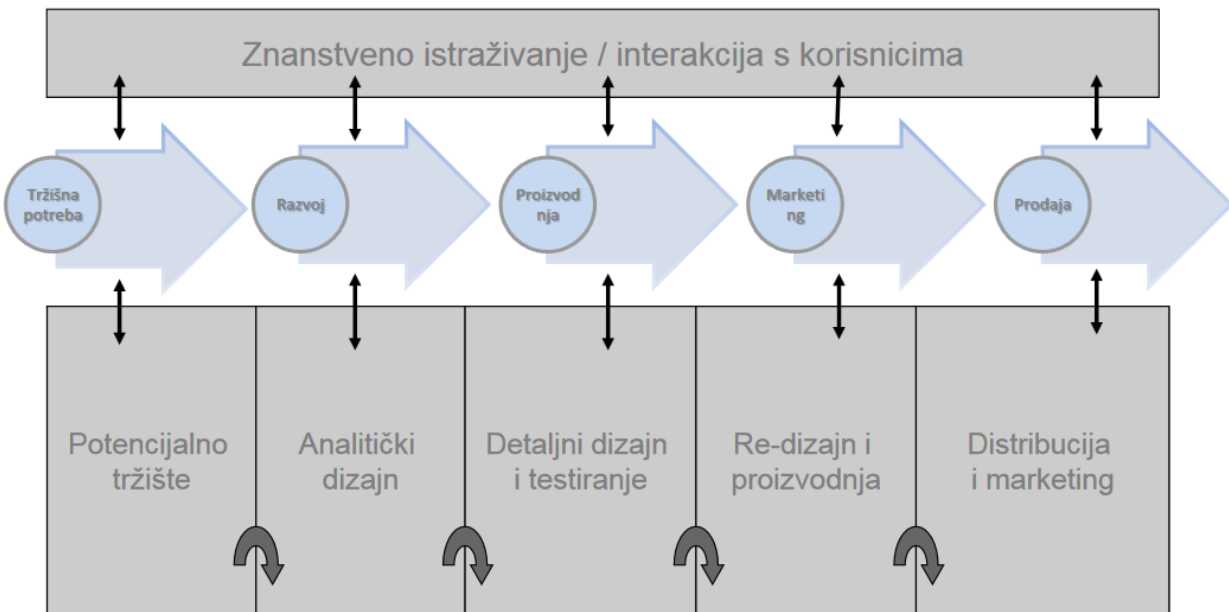 Znanstveno istraživanje / interakcija s korisnicima
Tržišna
potreba
Razvoj
Proizvod
nja
Marketi
ng
Prodaja
Potencijalno
tržište
Analitički
dizajn
Detaljni dizajn
i testiranje
Re-dizajn i
proizvodnja
Distribucija
i marketing